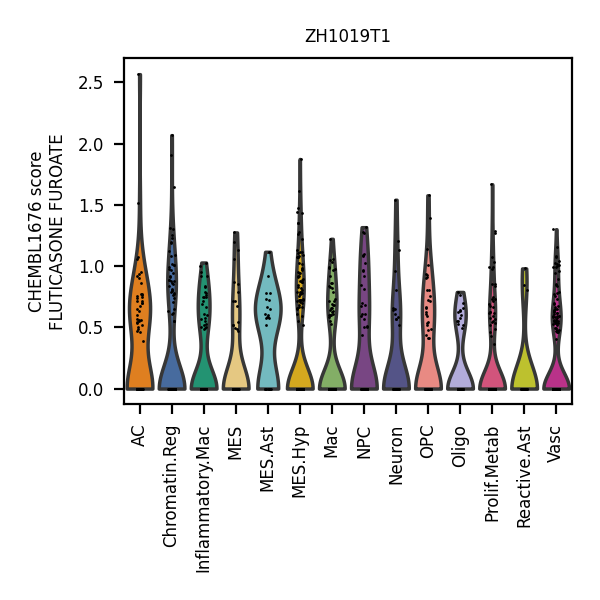 ZH1019T1
CHEMBL1676 score
FLUTICASONE FUROATE
2.5
2.0
1.5
1.0
0.5
0.0
AC
Chromatin.Reg
Inflammatory.Mac
MES
MES.Ast
MES.Hyp
Mac
NPC
Neuron
OPC
Oligo
Prolif.Metab
Reactive.Ast
Vasc